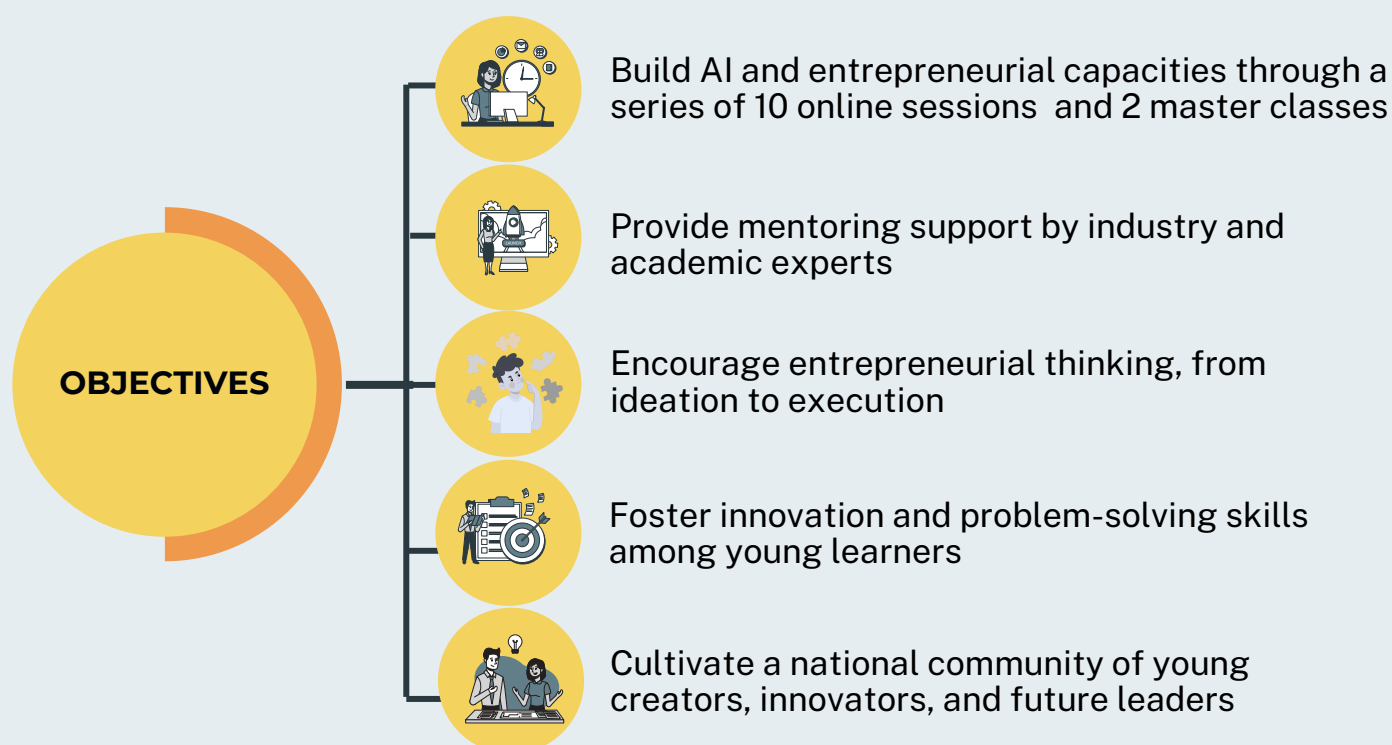 OBJECTIVES
Build AI and entrepreneurial capacities through a
series of 10 online sessions and 2 master classes
Provide mentoring support by industry and
academic experts
LAUNCH
Encourage entrepreneurial thinking, from
ideation to execution
Foster innovation and problem-solving skills
among young learners
Cultivate a national community of young
creators, innovators, and future leaders